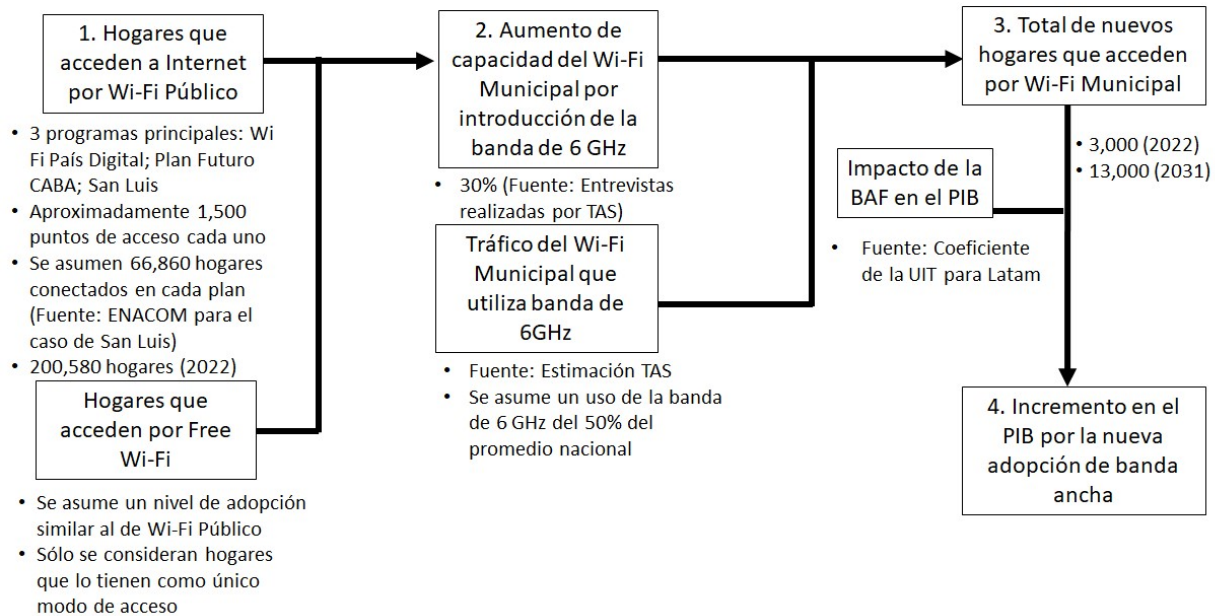 1. Hogares que
acceden a Internet
por Wi-Fi Público
• 3 programas principales: Wi
Fi País Digital; Plan Futuro
CABA; San Luis
• Aproximadamente 1,500
puntos de acceso cada uno
• Se asumen 66,860 hogares
conectados en cada plan
(Fuente: ENACOM para el
caso de San Luis)
• 200,580 hogares (2022)
Hogares que
acceden por Free
Wi-Fi
• Se asume un nivel de adopción
similar al de Wi-Fi Público
• Sólo se consideran hogares
que lo tienen como único
modo de acceso
2. Aumento de
capacidad del Wi-Fi
Municipal por
introducción de la
banda de 6 GHz
• 30% (Fuente: Entrevistas
realizadas por TAS)
Tráfico del Wi-Fi
Municipal que
utiliza banda de
6GHz
• Fuente: Estimación TAS
• Se asume un uso de la banda
de 6 GHz del 50% del
promedio nacional
3. Total de nuevos
hogares que acceden
por Wi-Fi Municipal
• 3,000 (2022)
• 13,000 (2031)
Impacto de la
BAF en el PIB
• Fuente: Coeficiente
de la UIT para Latam
4. Incremento en el
PIB por la nueva
adopción de banda
ancha